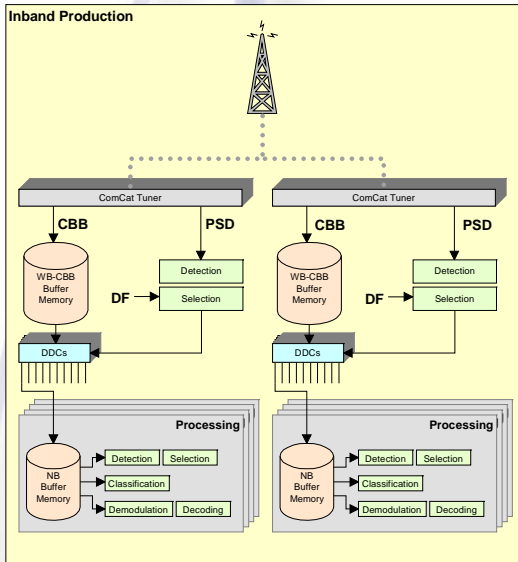 Inband Production
ComCat Tuner
ComCat Tuner
CBB
PSD
CBB
PSD
WB-CBB
Buffer
Memory
Detection
DF
Selection
WB-CBB
Buffer
Memory
Detection
DF
Selection
DDCs
DDCs
Processing
NB
Buffer
Memory
Detection
Selection
Classification
Demodulation
Decoding
Processing
NB
Buffer
Memory
Detection
Selection
Classification
Demodulation
Decoding